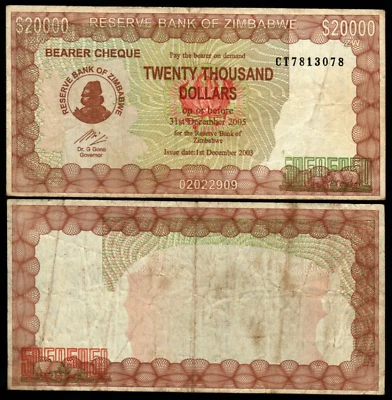 $20000
RESERVE BANK OF ZIMBABWE
$20000
BEARER CHEQUE
Pay the bearer on demand
CT7813078
TWENTY THOUSAND
DOLLARS
on or before
31st December 2005
for the Reserve Bank of
Zimbabwe
Issue date:1st December 2003
RESERVE BANK OF ZIMBABWE
Dr. G Gono
Governor
02022909